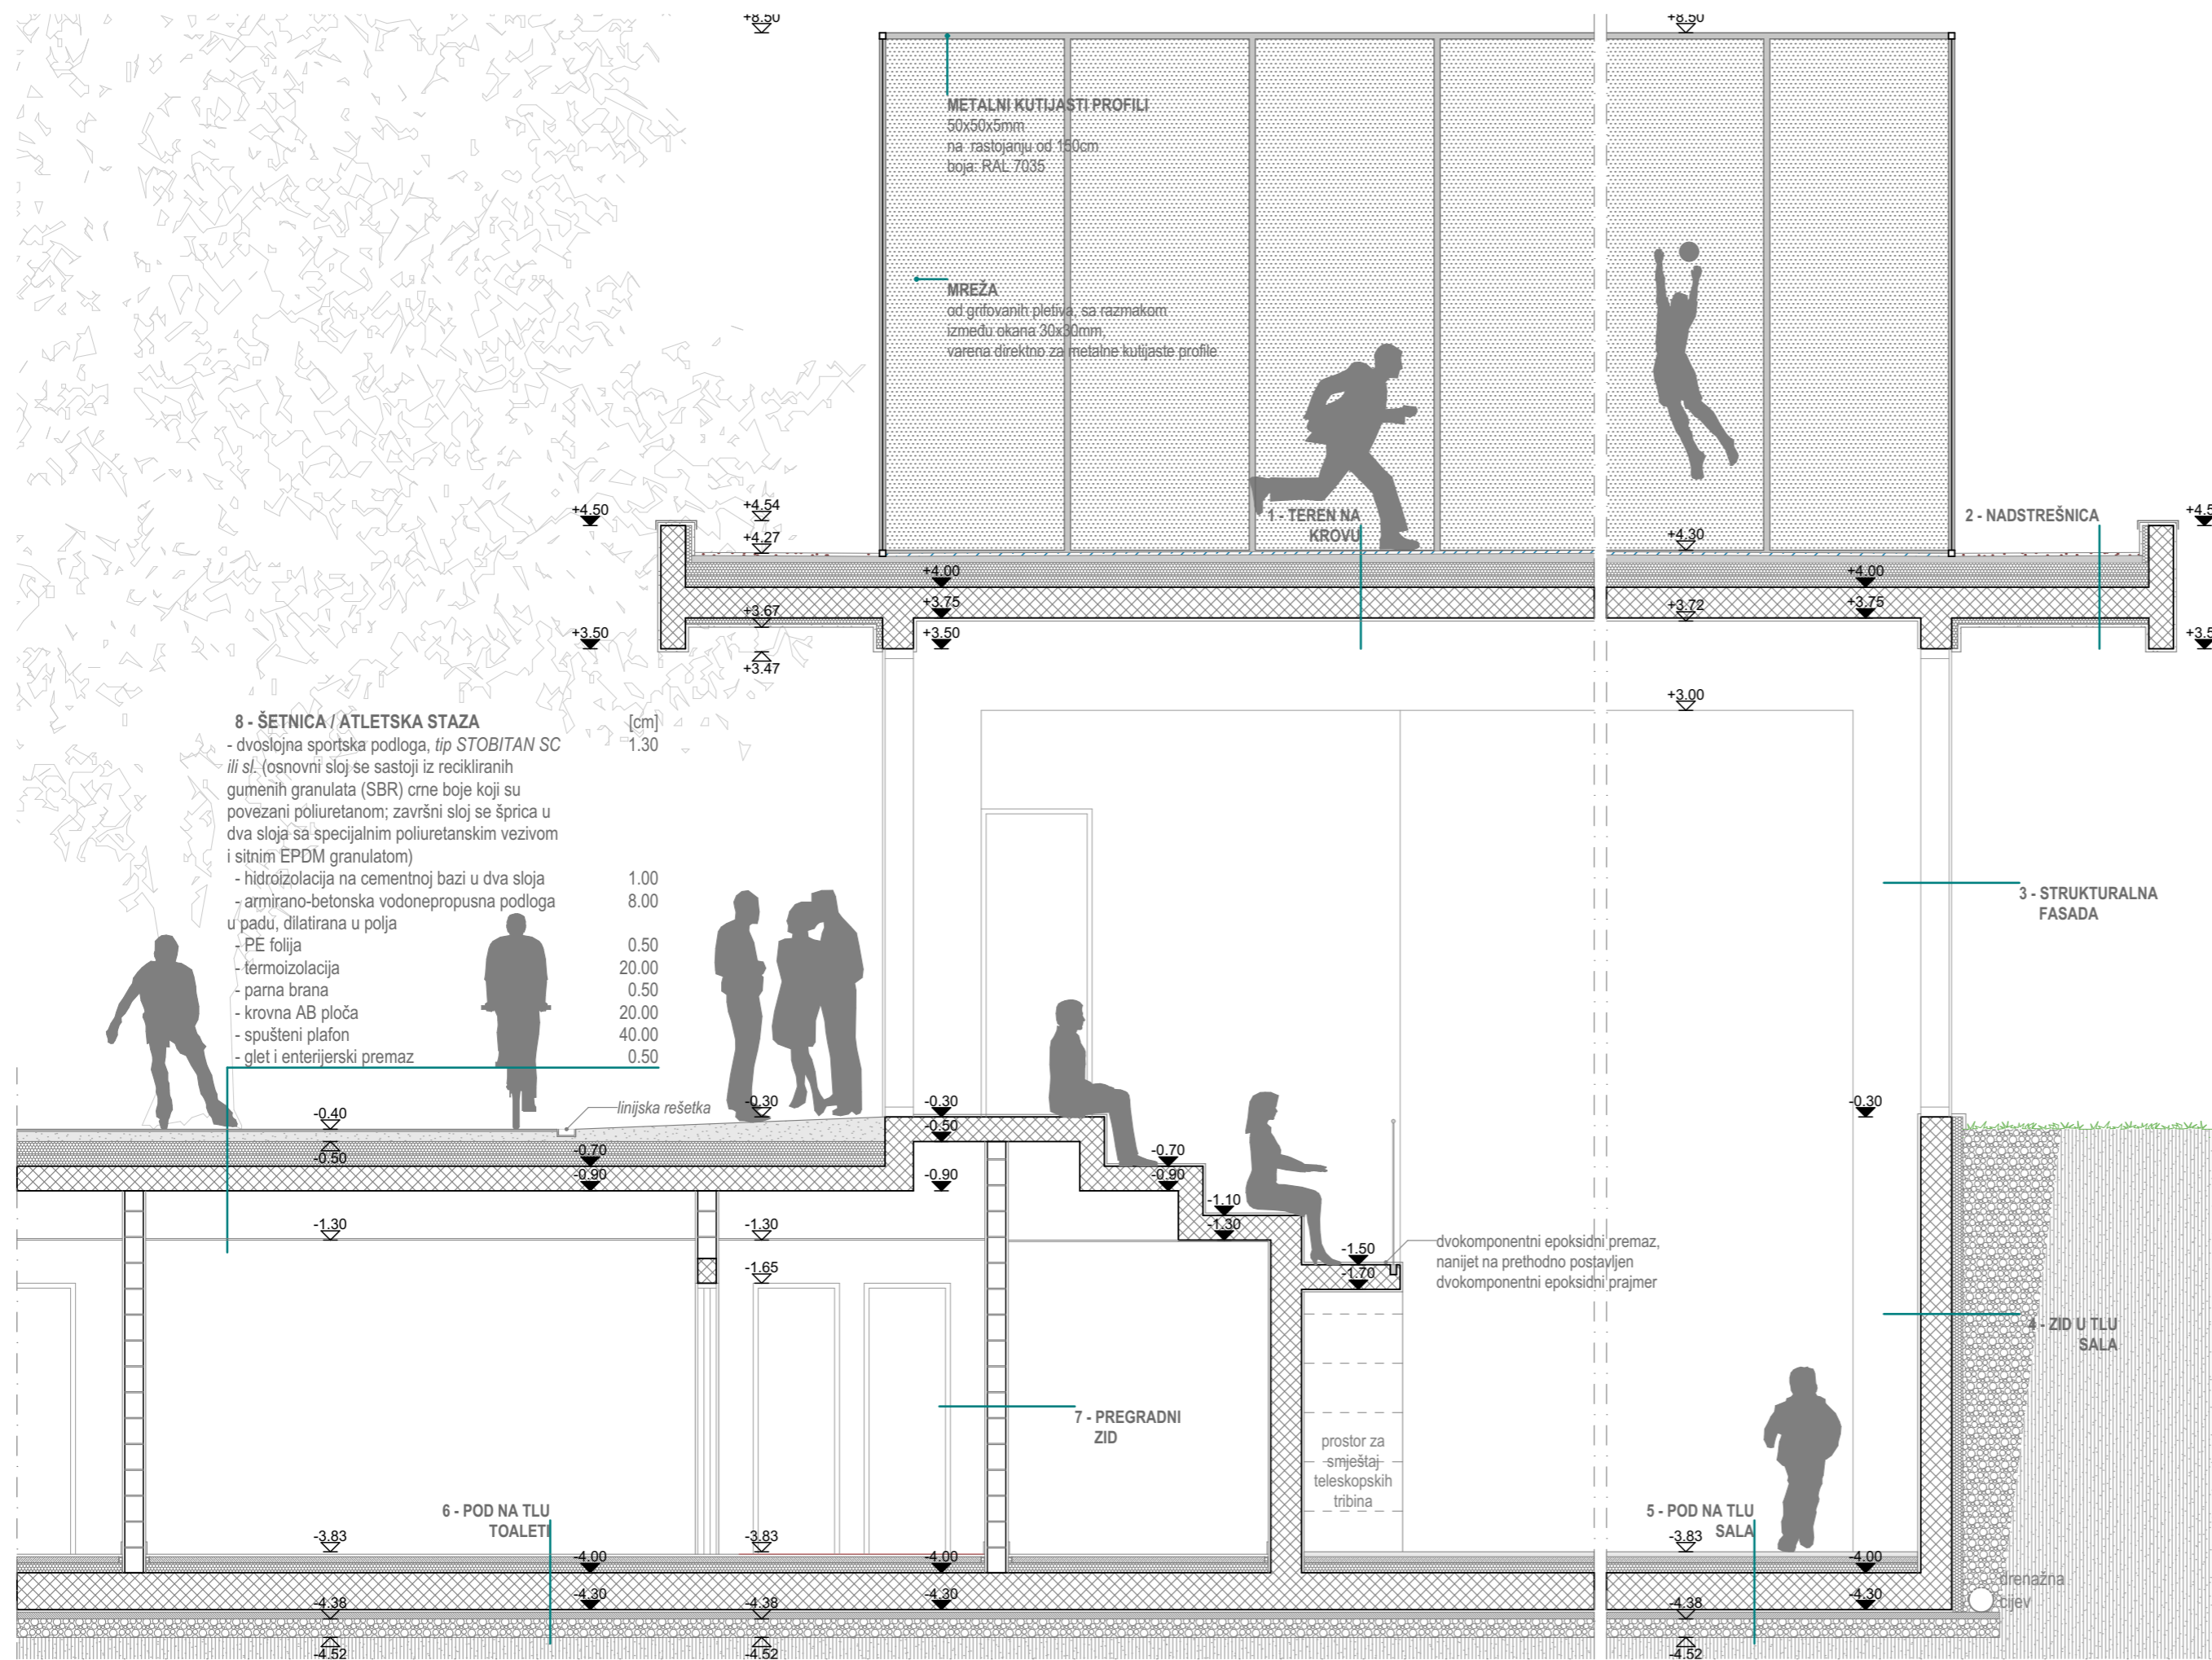 +8.50
+8.50
METALNI KUTIJASTI PROFILI
50x50x5mm
na rastojanju od 150cm
boja: RAL 7035
MREŽA
od grifovanih pletiva, sa razmakom
između okana 30x30mm,
varena direktno za metalne kutijaste profile
+4.50
+4.54
+4.27
1 - TEREN NA
KROVU
+4.30
2 - NADSTREŠNICA
+4.00
+4.00
+3.75
+3.75
+3.67
+3.72
+3.50
+3.50
+3.47
+3.00
8 - ŠETNICA / ATLETSKA STAZA [cm]
- dvoslojna sportska podloga, tip STOBITAN SC 1.30
ili sl. (osnovni sloj se sastoji iz recikliranih
gumenih granulata (SBR) crne boje koji su
povezani poliuretanom; završni sloj se šprica u
dva sloja sa specijalnim poliuretanskim vezivom
i sitnim EPDM granulatom)
- hidroizolacija na cementnoj bazi u dva sloja 1.00
- armirano-betonska vodonepropusna podloga 8.00
u padu, dilatirana u polja
- PE folija 0.50
- termoizolacija 20.00
- parna brana 0.50
- krovna AB ploča 20.00
- spušteni plafon 40.00
- glet i enterijerski premaz 0.50
3 - STRUKTURALNA
FASADA
linijska rešetka
-0.40
-0.30
-0.30
-0.30
-0.50
-0.50
-0.70
-0.70
-0.90
-0.90
-0.90
-1.10
-1.30
-1.30
-1.30
-1.50
-1.65
-1.70
dvokomponentni epoksidni premaz,
nanijet na prethodno postavljen
dvokomponentni epoksidni prajmer
4 - ZID U TLU
SALA
7 - PREGRADNI
ZID
prostor za
smještaj
teleskopskih
tribina
6 - POD NA TLU
TOALETI
5 - POD NA TLU
SALA
-3.83
-3.83
-3.83
-4.00
-4.00
-4.00
drenažna
cijev
-4.38
-4.30
-4.38
-4.30
-4.38
-4.30
-4.52
-4.52
-4.52